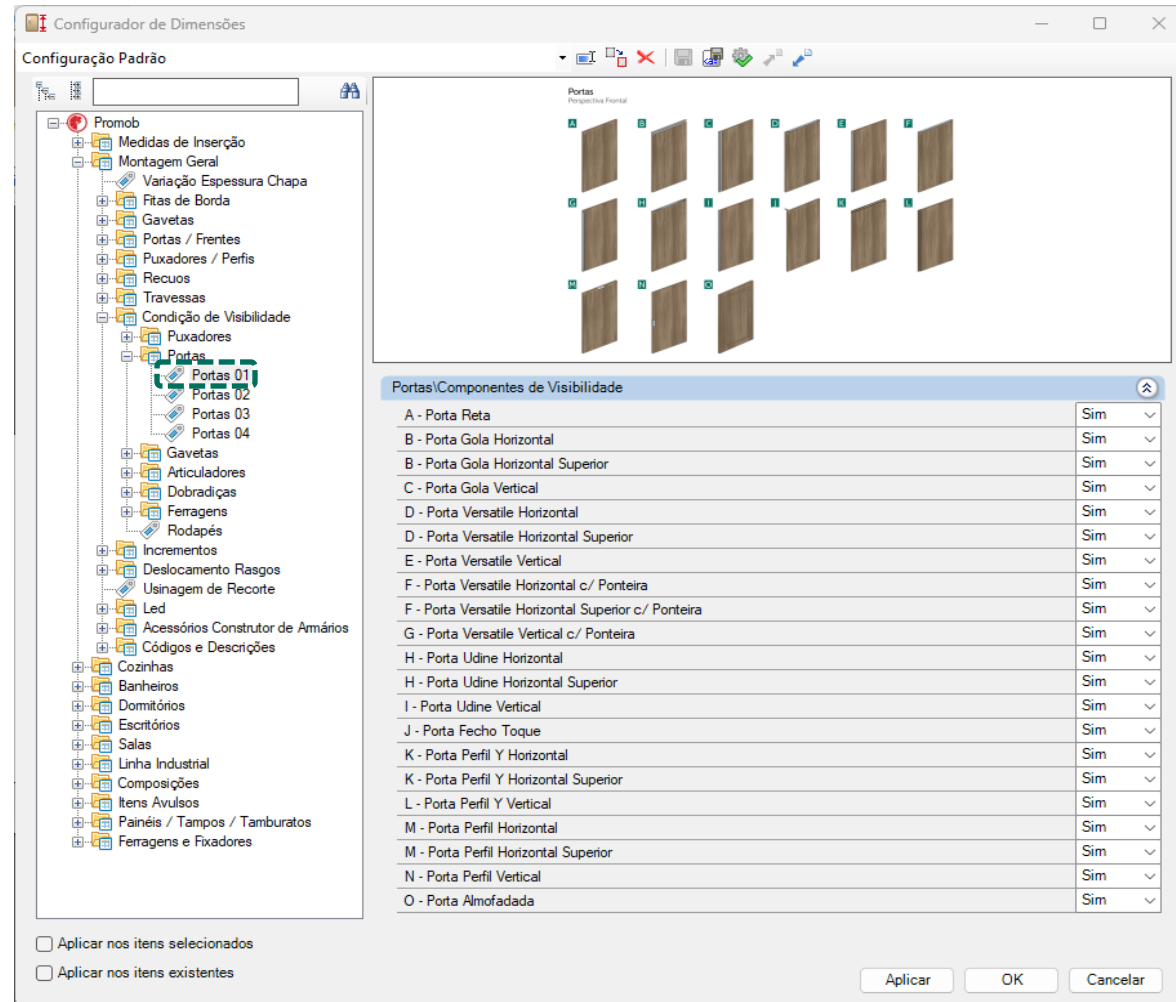 Configurador de Dimensões
Configuração Padrão
Promob
Medidas de Inserção
Montagem Geral
Variação Espessura Chapa
Fitas de Borda
Gavetas
Portas / Frentes
Puxadores / Perfis
Recuos
Travessas
Condição de Visibilidade
Puxadores
Portas
Portas 01
Portas 02
Portas 03
Portas 04
Gavetas
Articuladores
Dobradiças
Ferragens
Rodapés
Incrementos
Deslocamento Rasgos
Usinagem de Recorte
Led
Acessórios Construtor de Armários
Códigos e Descrições
Cozinhas
Banheiros
Dormitórios
Escritórios
Salas
Linha Industrial
Composições
Itens Avulsos
Painéis / Tampos / Tamburatos
Ferragens e Fixadores
Aplicar nos itens selecionados
Aplicar nos itens existentes
Portas
Perspectiva Frontal
A B C D E F
G H I J K L
M N O
Portas\Componentes de Visibilidade
A - Porta Reta Sim
B - Porta Gola Horizontal Sim
B - Porta Gola Horizontal Superior Sim
C - Porta Gola Vertical Sim
D - Porta Versatile Horizontal Sim
D - Porta Versatile Horizontal Superior Sim
E - Porta Versatile Vertical Sim
F - Porta Versatile Horizontal c/ Ponteira Sim
F - Porta Versatile Horizontal Superior c/ Ponteira Sim
G - Porta Versatile Vertical c/ Ponteira Sim
H - Porta Udine Horizontal Sim
H - Porta Udine Horizontal Superior Sim
I - Porta Udine Vertical Sim
J - Porta Fecho Toque Sim
K - Porta Perfil Y Horizontal Sim
K - Porta Perfil Y Horizontal Superior Sim
L - Porta Perfil Y Vertical Sim
M - Porta Perfil Horizontal Sim
M - Porta Perfil Horizontal Superior Sim
N - Porta Perfil Vertical Sim
O - Porta Almofadada Sim
Aplicar OK Cancelar